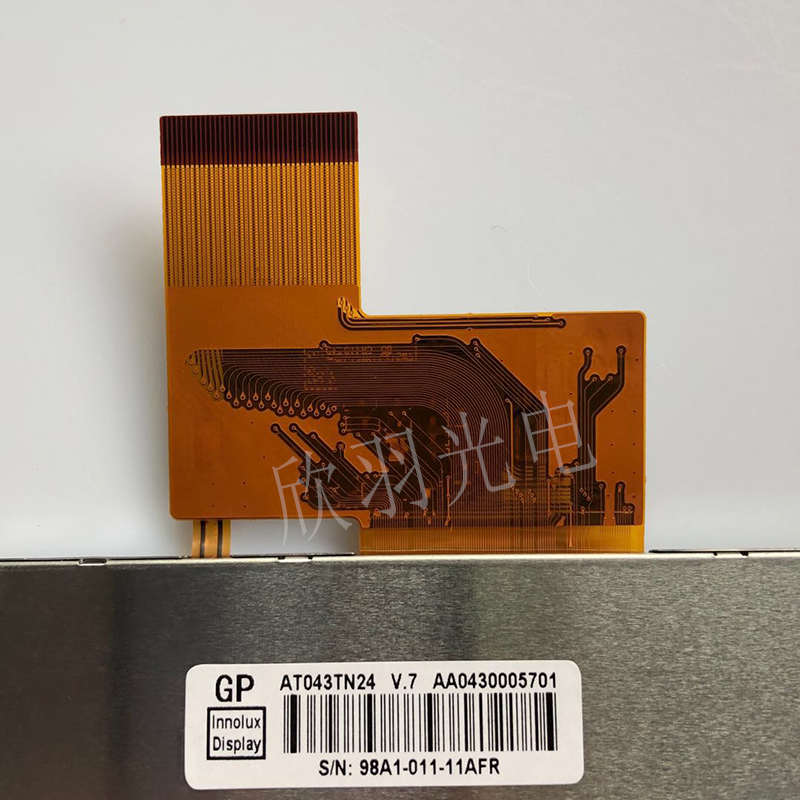 欣羽光电
GP AT043TN24 V.7 AA0430005701
Innolux
Display
S/N: 98A1-011-11AFR